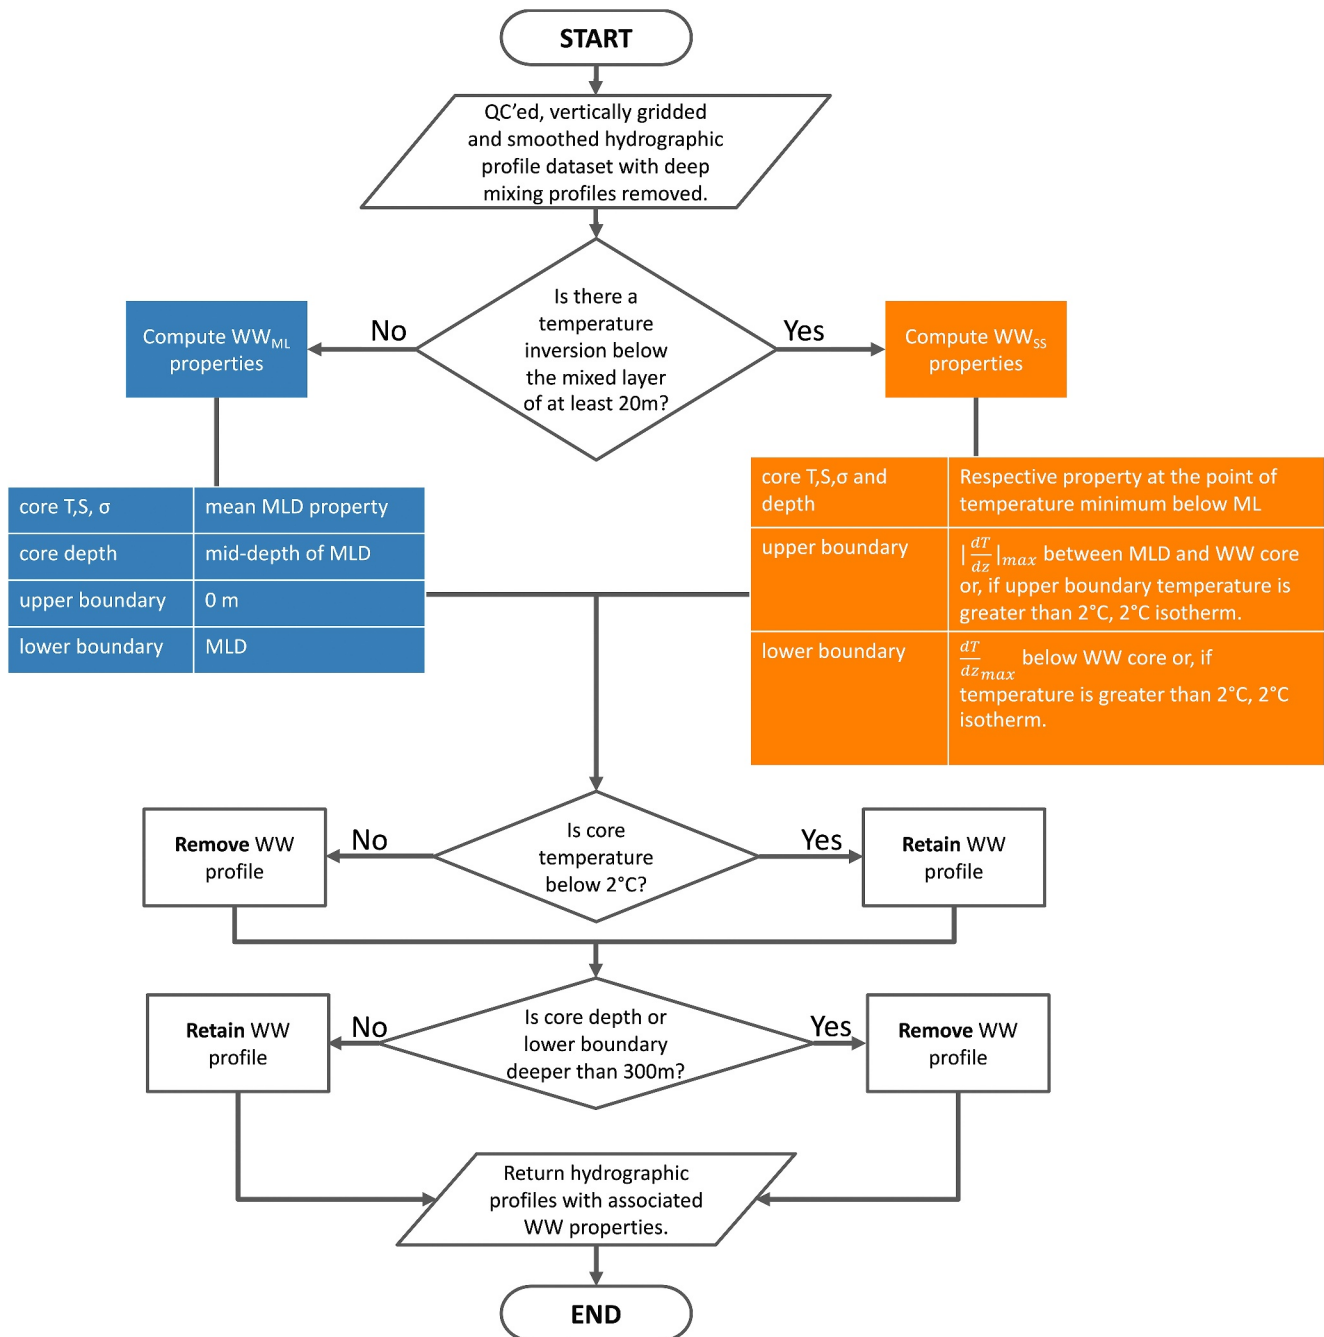 START
QC'ed, vertically gridded
and smoothed hydrographic
profile dataset with deep
mixing profiles removed.
Is there a
temperature
inversion below
the mixed layer
of at least 20m?
No
Yes
Compute WW_ML
properties
Compute WW_SS
properties
core T,S, σ
mean MLD property
core depth
mid-depth of MLD
upper boundary
0 m
lower boundary
MLD
core T,S,σ and
depth
Respective property at the point of
temperature minimum below ML
upper boundary
|dT/dz|max between MLD and WW core
or, if upper boundary temperature is
greater than 2°C, 2°C isotherm.
lower boundary
dT/dz max below WW core or, if
temperature is greater than 2°C, 2°C
isotherm.
Is core
temperature
below 2°C?
No
Yes
Remove WW
profile
Retain WW
profile
Is core depth or
lower boundary
deeper than 300m?
No
Yes
Retain WW
profile
Remove WW
profile
Return hydrographic
profiles with associated
WW properties.
END